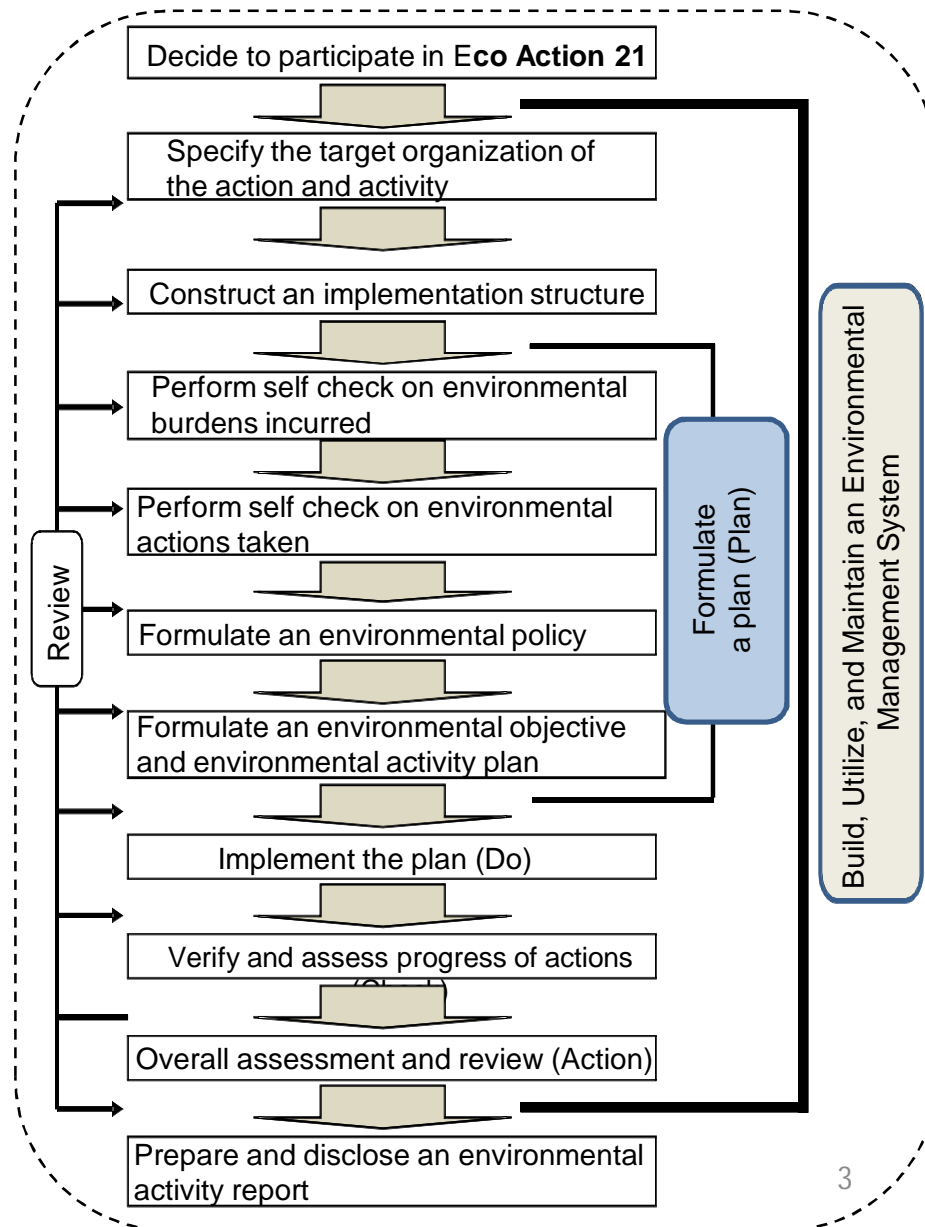 Decide to participate in Eco Action 21
Specify the target organization of
the action and activity
Construct an implementation structure
Perform self check on environmental
burdens incurred
Perform self check on environmental
actions taken
Formulate an environmental policy
Formulate an environmental objective
and environmental activity plan
Implement the plan (Do)
Verify and assess progress of actions
Overall assessment and review (Action)
Prepare and disclose an environmental
activity report
Review
Formulate
a plan (Plan)
Build, Utilize, and Maintain an Environmental
Management System
3